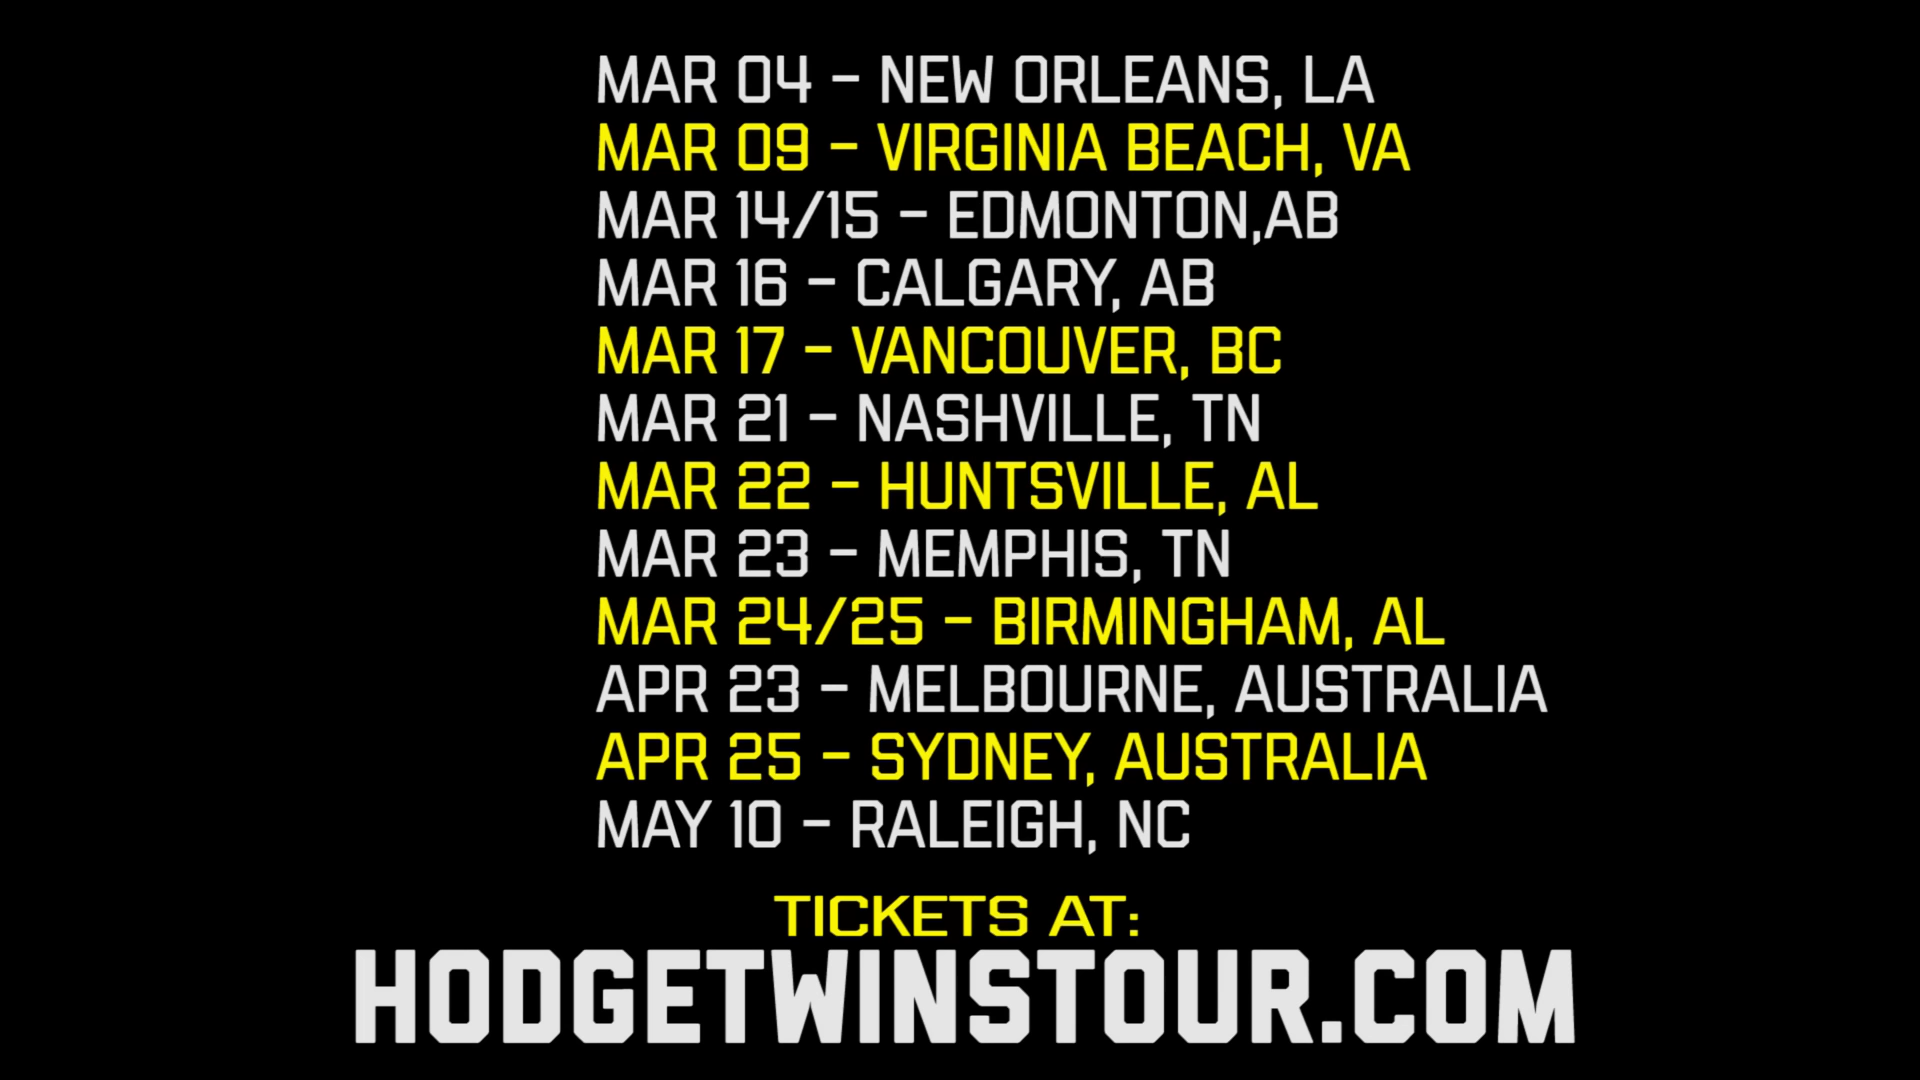 MAR 04 – NEW ORLEANS, LA
MAR 09 – VIRGINIA BEACH, VA
MAR 14/15 – EDMONTON,AB
MAR 16 – CALGARY, AB
MAR 17 – VANCOUVER, BC
MAR 21 – NASHVILLE, TN
MAR 22 – HUNTSVILLE, AL
MAR 23 – MEMPHIS, TN
MAR 24/25 – BIRMINGHAM, AL
APR 23 – MELBOURNE, AUSTRALIA
APR 25 – SYDNEY, AUSTRALIA
MAY 10 – RALEIGH, NC
TICKETS AT:
HODGETWINSTOUR.COM